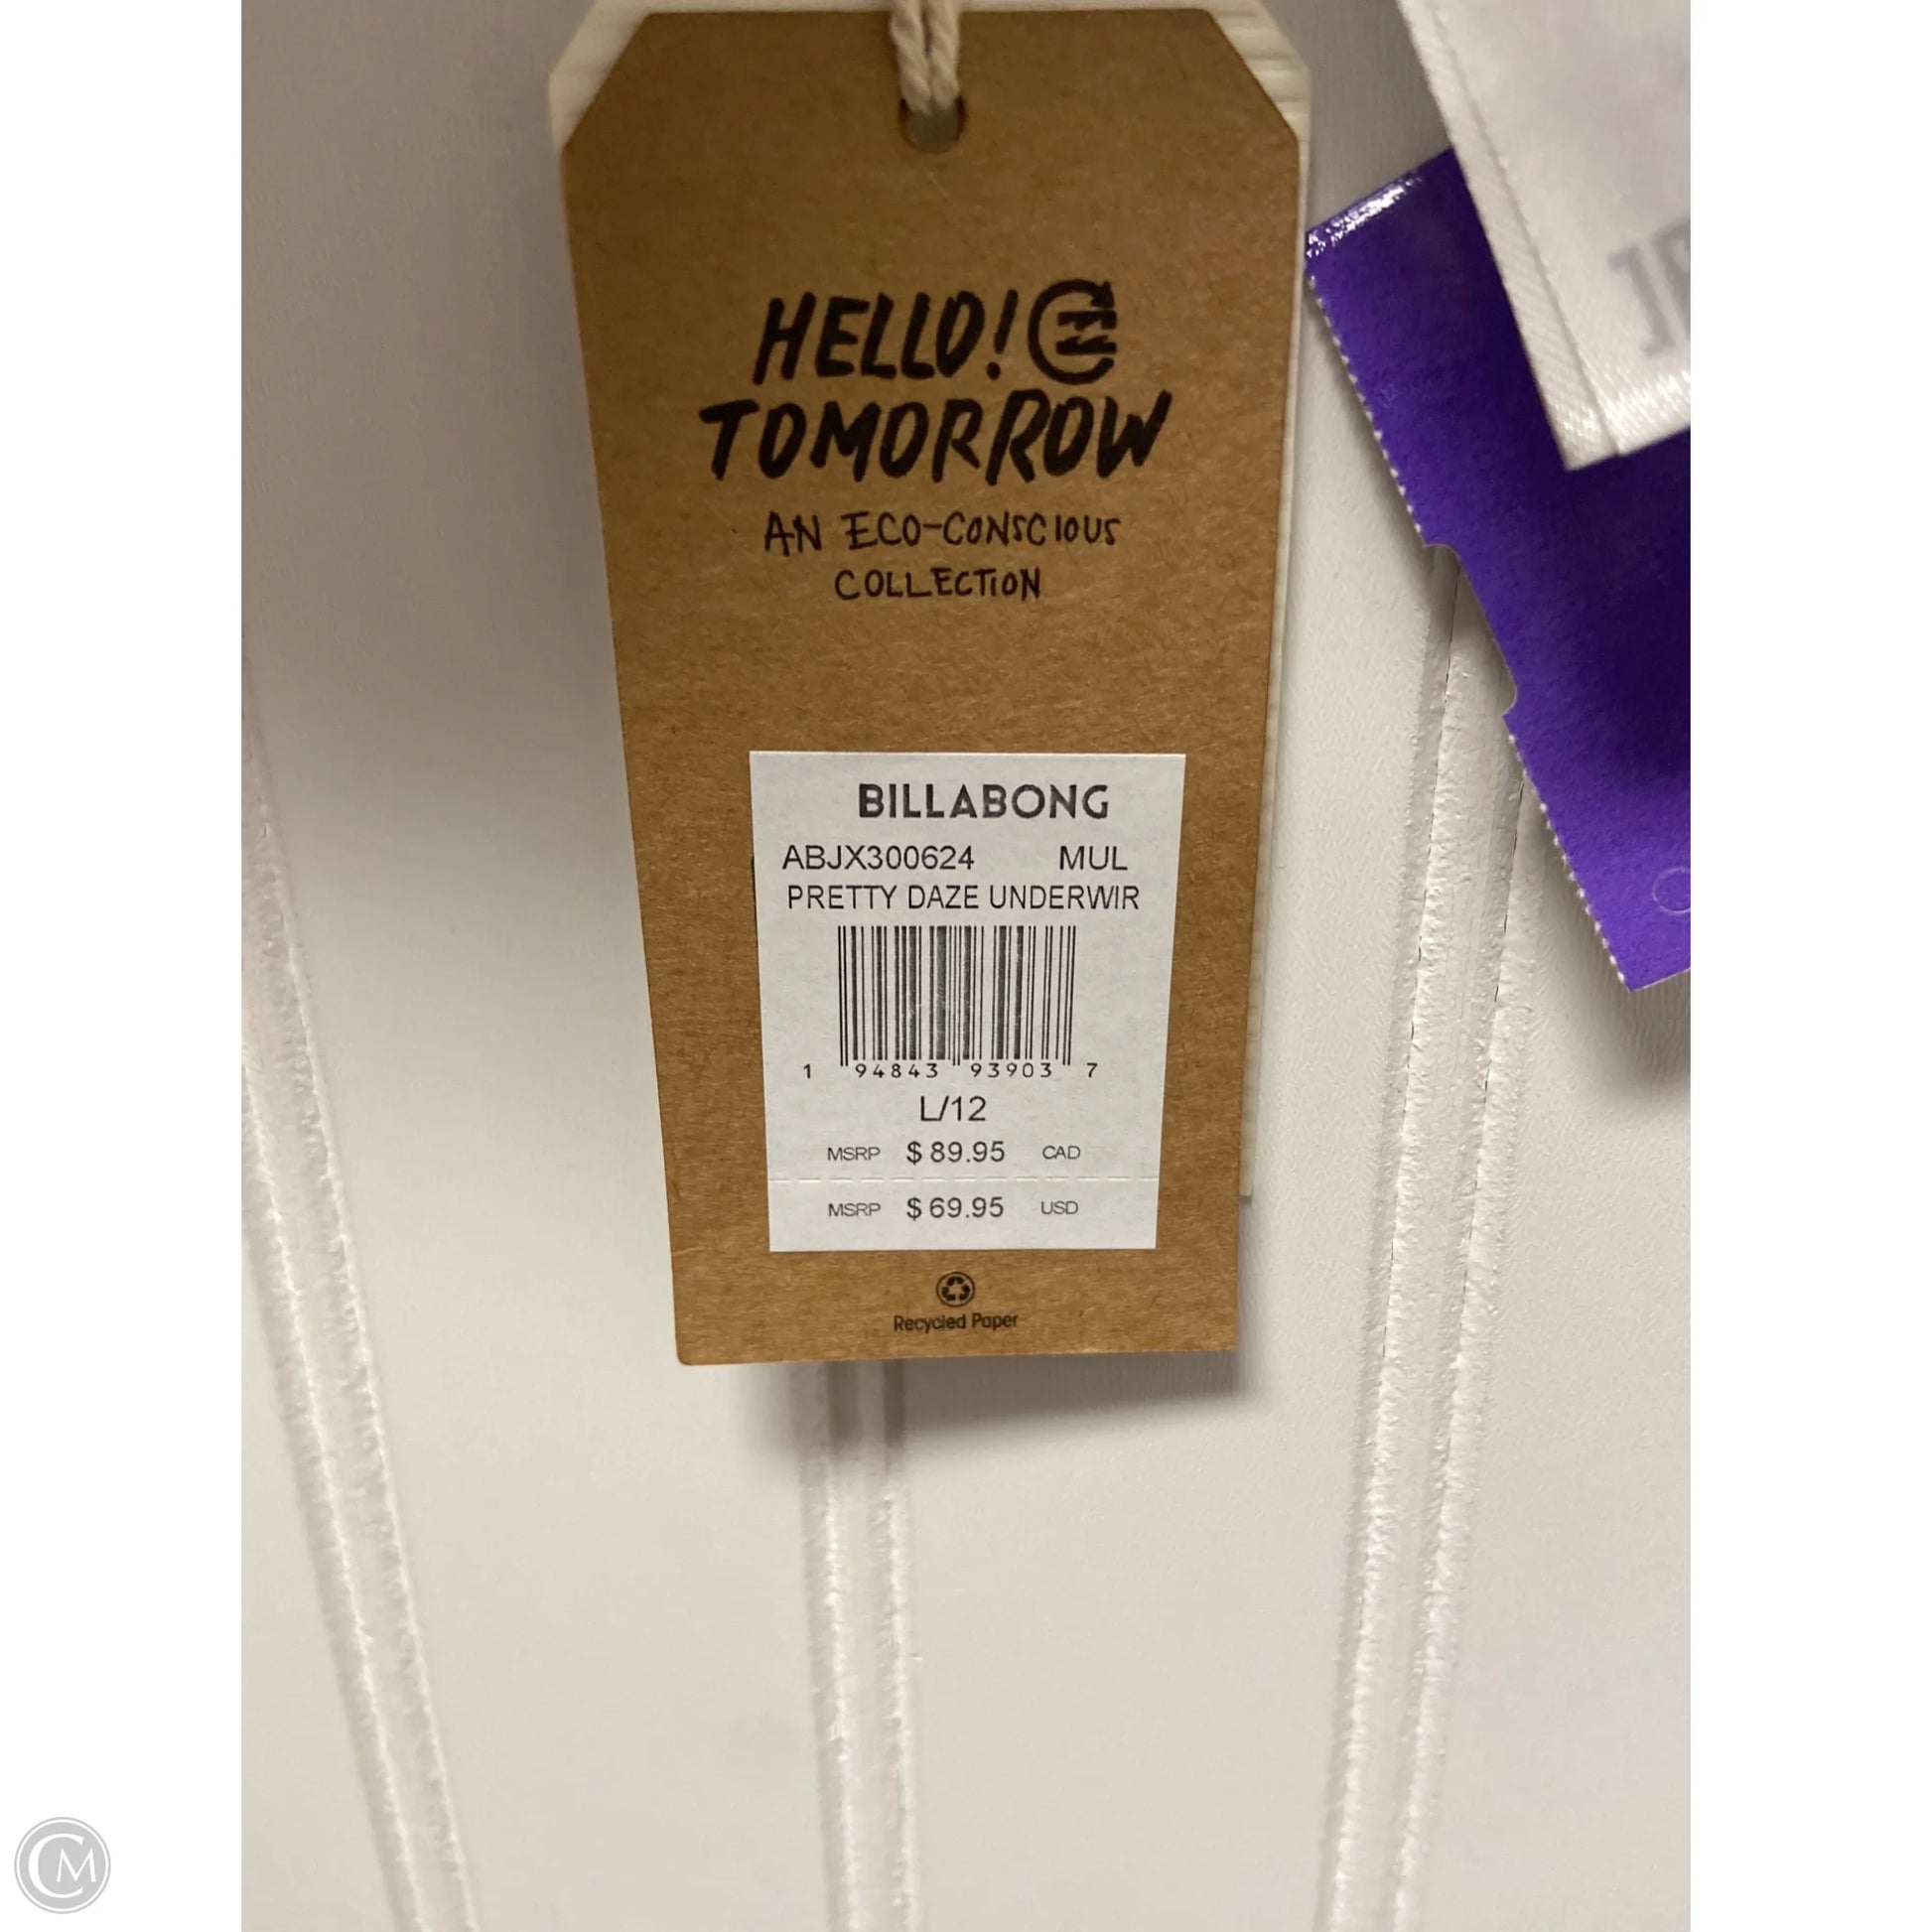 HELLO!
TOMORROW
AN ECO-CONSCIOUS
COLLECTION
BILLABONG
ABJX300624 MUL
PRETTY DAZE UNDERWIR
1 94843 93903 7
L/12
MSRP $ 89.95 CAD
MSRP $ 69.95 USD
Recycled Paper
CM